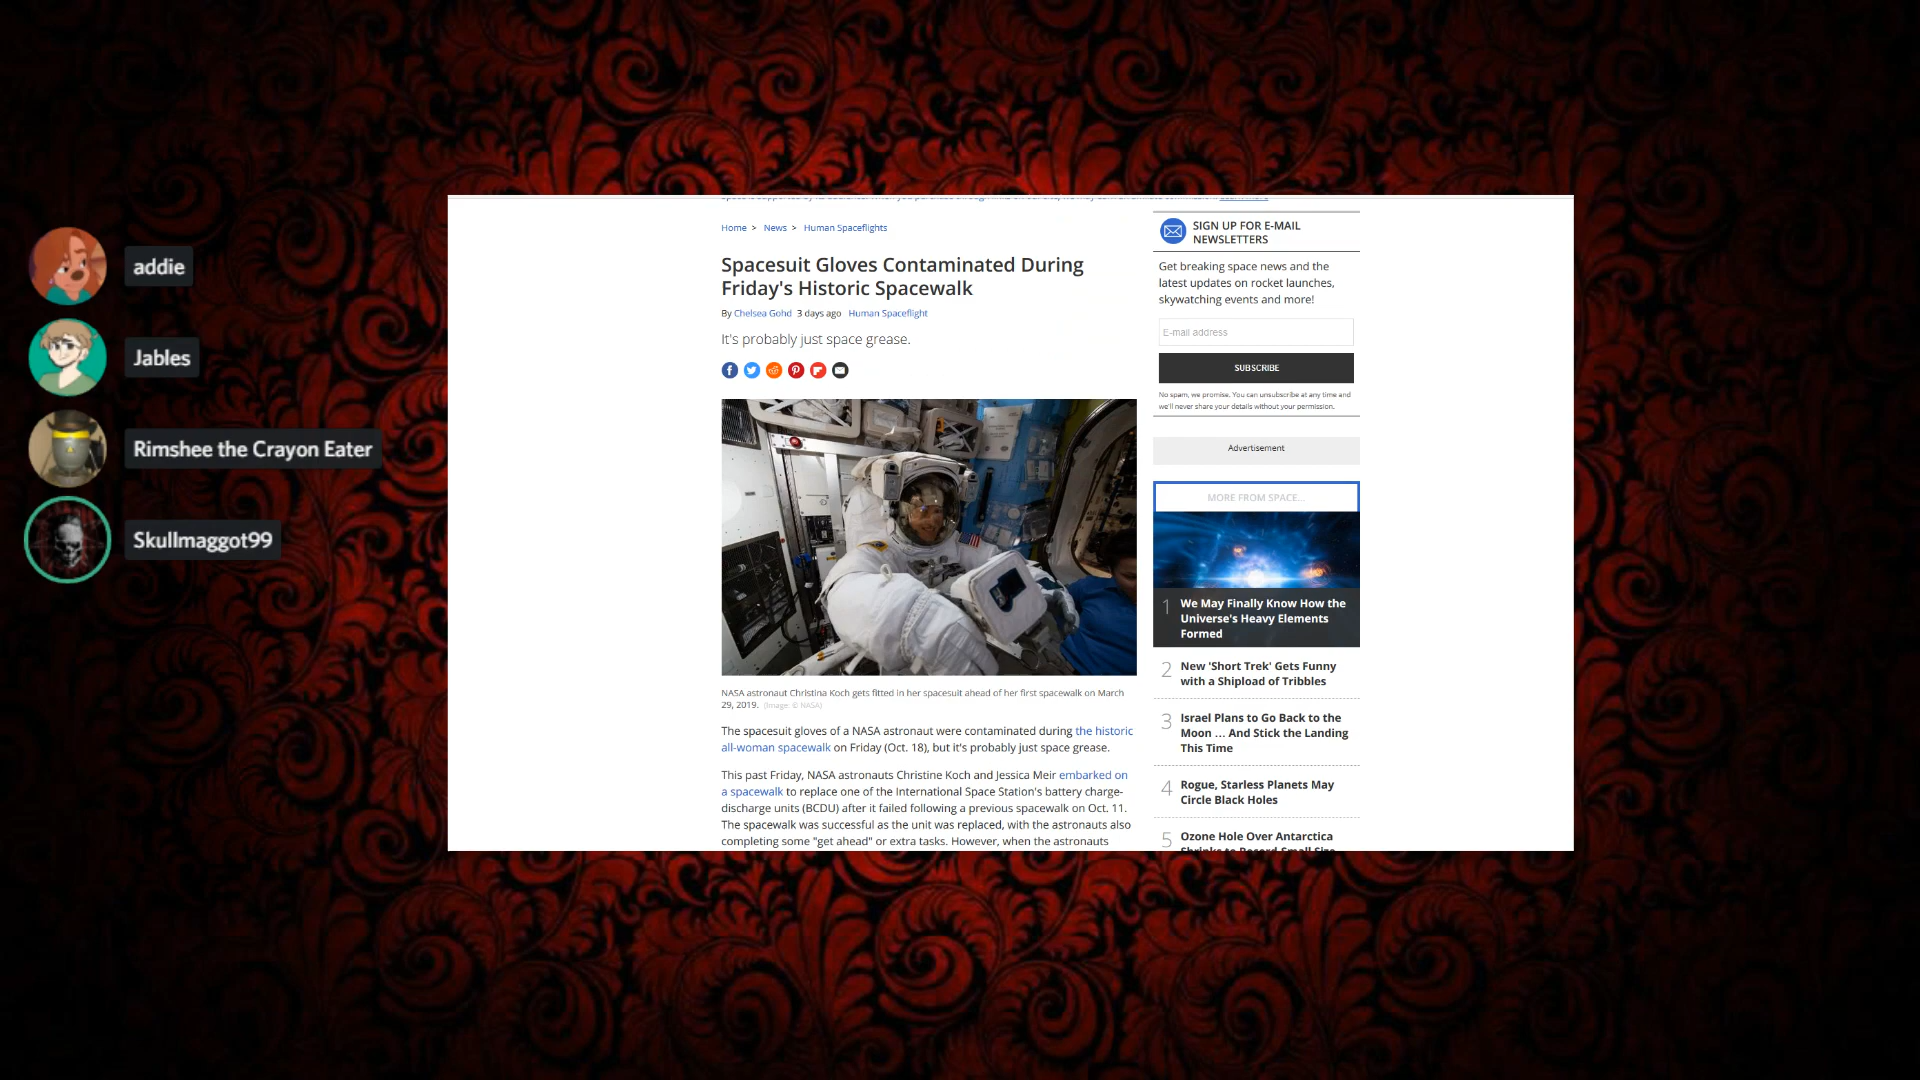 addie
Jables
Rimshee the Crayon Eater
Skullmaggot99
Home > News > Human Spaceflights
Spacesuit Gloves Contaminated During
Friday's Historic Spacewalk
By Chelsea Gohd 3 days ago Human Spaceflight
It's probably just space grease.
NASA astronaut Christina Koch gets fitted in her spacesuit ahead of her first spacewalk on March
29, 2019. (Image: © NASA)
The spacesuit gloves of a NASA astronaut were contaminated during the historic
all-woman spacewalk on Friday (Oct. 18), but it's probably just space grease.
This past Friday, NASA astronauts Christine Koch and Jessica Meir embarked on
a spacewalk to replace one of the International Space Station's battery charge-
discharge units (BCDU) after it failed following a previous spacewalk on Oct. 11.
The spacewalk was successful as the unit was replaced, with the astronauts also
completing some "get ahead" or extra tasks. However, when the astronauts
SIGN UP FOR E-MAIL
NEWSLETTERS
Get breaking space news and the
latest updates on rocket launches,
skywatching events and more!
E-mail address
SUBSCRIBE
No spam, we promise. You can unsubscribe at any time and
we'll never share your details without your permission.
Advertisement
MORE FROM SPACE...
1 We May Finally Know How the
Universe's Heavy Elements
Formed
2 New 'Short Trek' Gets Funny
with a Shipload of Tribbles
3 Israel Plans to Go Back to the
Moon ... And Stick the Landing
This Time
4 Rogue, Starless Planets May
Circle Black Holes
5 Ozone Hole Over Antarctica
Shrinks to Record Small Size